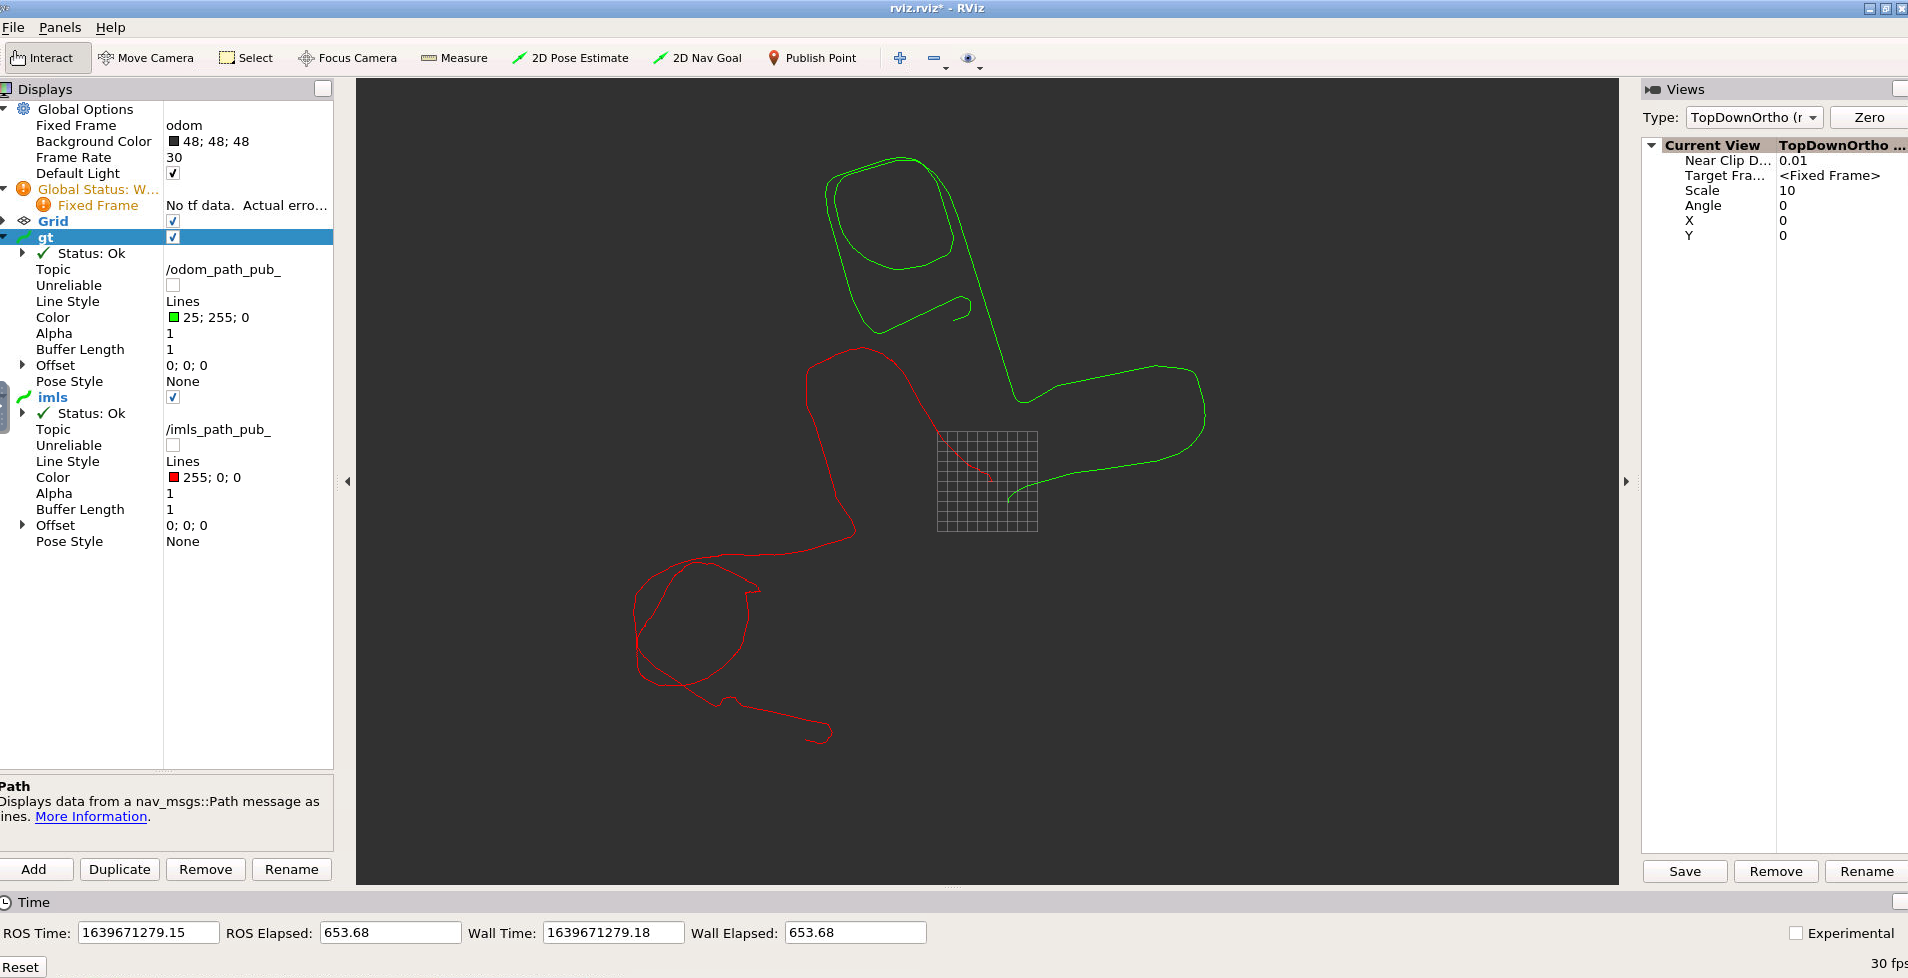 rviz.rviz* - RViz
File Panels Help
Interact Move Camera Select Focus Camera Measure 2D Pose Estimate 2D Nav Goal Publish Point
Displays
Global Options
Fixed Frame odom
Background Color 48; 48; 48
Frame Rate 30
Default Light
Global Status: W...
Fixed Frame No tf data. Actual erro...
Grid
gt
Status: Ok
Topic /odom_path_pub_
Unreliable
Line Style Lines
Color 25; 255; 0
Alpha 1
Buffer Length 1
Offset 0; 0; 0
Pose Style None
imls
Status: Ok
Topic /imls_path_pub_
Unreliable
Line Style Lines
Color 255; 0; 0
Alpha 1
Buffer Length 1
Offset 0; 0; 0
Pose Style None
Path
Displays data from a nav_msgs::Path message as
ines. More Information.
Add Duplicate Remove Rename
Views
Type: TopDownOrtho (r Zero
Current View TopDownOrtho ...
Near Clip D... 0.01
Target Fra... <Fixed Frame>
Scale 10
Angle 0
X 0
Y 0
Save Remove Rename
Time
ROS Time: 1639671279.15 ROS Elapsed: 653.68 Wall Time: 1639671279.18 Wall Elapsed: 653.68 Experimental
Reset 30 fps